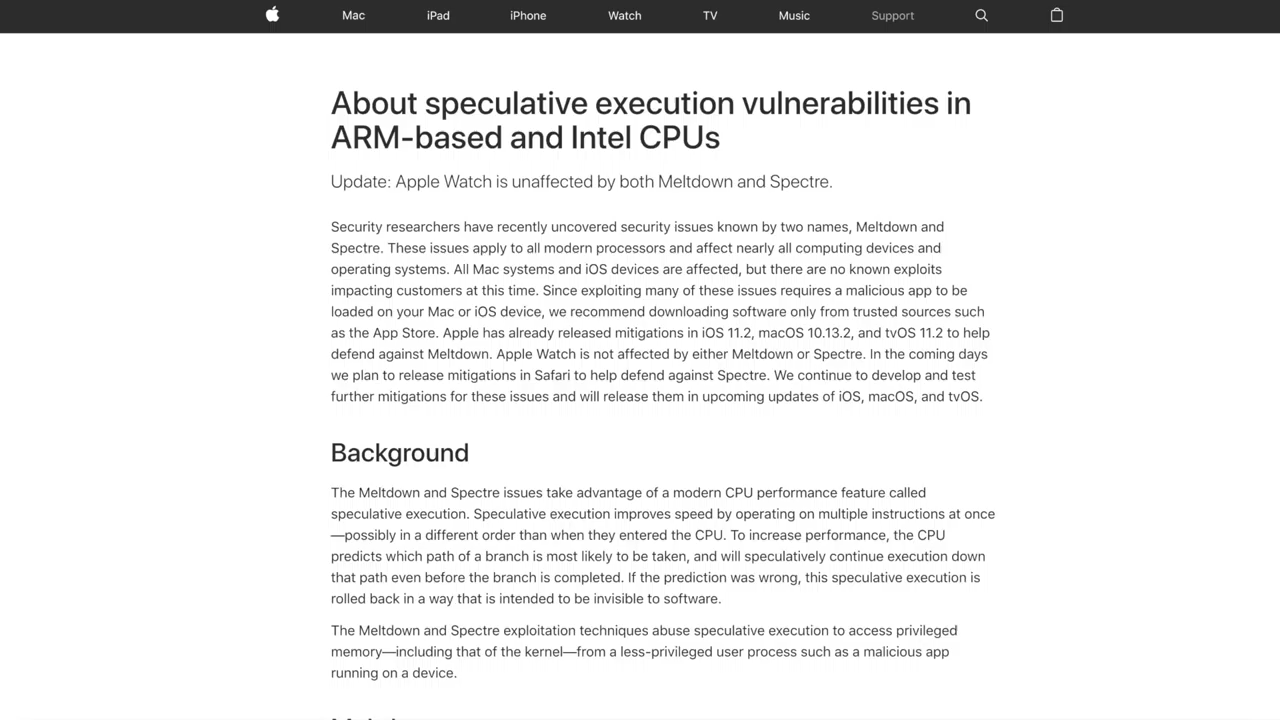 Mac iPad iPhone Watch TV Music Support
About speculative execution vulnerabilities in
ARM-based and Intel CPUs
Update: Apple Watch is unaffected by both Meltdown and Spectre.
Security researchers have recently uncovered security issues known by two names, Meltdown and
Spectre. These issues apply to all modern processors and affect nearly all computing devices and
operating systems. All Mac systems and iOS devices are affected, but there are no known exploits
impacting customers at this time. Since exploiting many of these issues requires a malicious app to be
loaded on your Mac or iOS device, we recommend downloading software only from trusted sources such
as the App Store. Apple has already released mitigations in iOS 11.2, macOS 10.13.2, and tvOS 11.2 to help
defend against Meltdown. Apple Watch is not affected by either Meltdown or Spectre. In the coming days
we plan to release mitigations in Safari to help defend against Spectre. We continue to develop and test
further mitigations for these issues and will release them in upcoming updates of iOS, macOS, and tvOS.
Background
The Meltdown and Spectre issues take advantage of a modern CPU performance feature called
speculative execution. Speculative execution improves speed by operating on multiple instructions at once
—possibly in a different order than when they entered the CPU. To increase performance, the CPU
predicts which path of a branch is most likely to be taken, and will speculatively continue execution down
that path even before the branch is completed. If the prediction was wrong, this speculative execution is
rolled back in a way that is intended to be invisible to software.
The Meltdown and Spectre exploitation techniques abuse speculative execution to access privileged
memory—including that of the kernel—from a less-privileged user process such as a malicious app
running on a device.